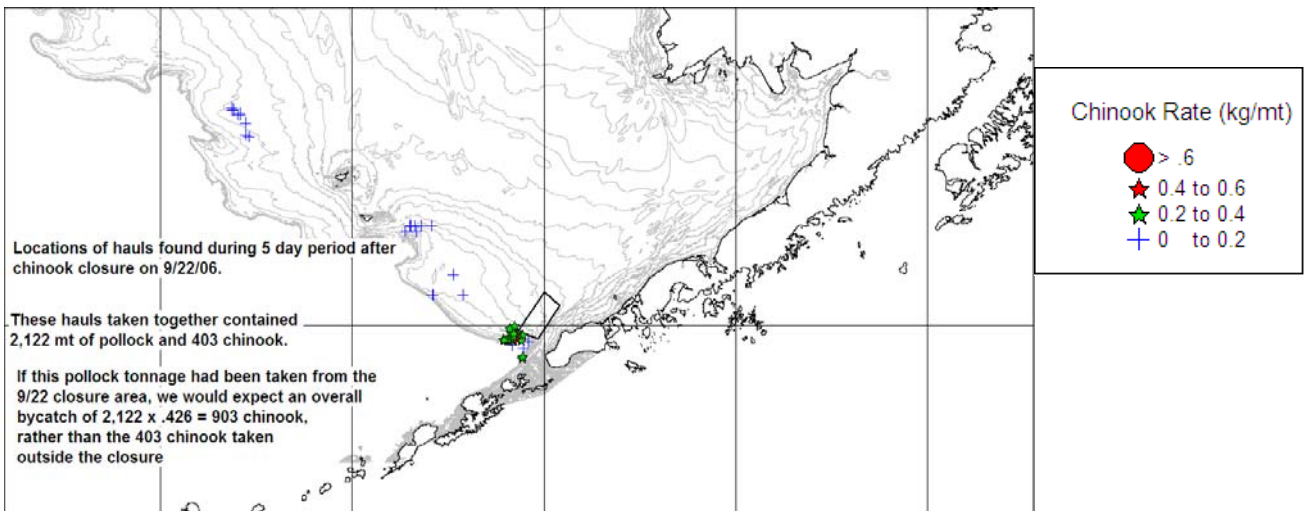 Locations of hauls found during 5 day period after
chinook closure on 9/22/06.
These hauls taken together contained
2,122 mt of pollock and 403 chinook.
If this pollock tonnage had been taken from the
9/22 closure area, we would expect an overall
bycatch of 2,122 x .426 = 903 chinook,
rather than the 403 chinook taken
outside the closure
Chinook Rate (kg/mt)
> .6
0.4 to 0.6
0.2 to 0.4
0 to 0.2